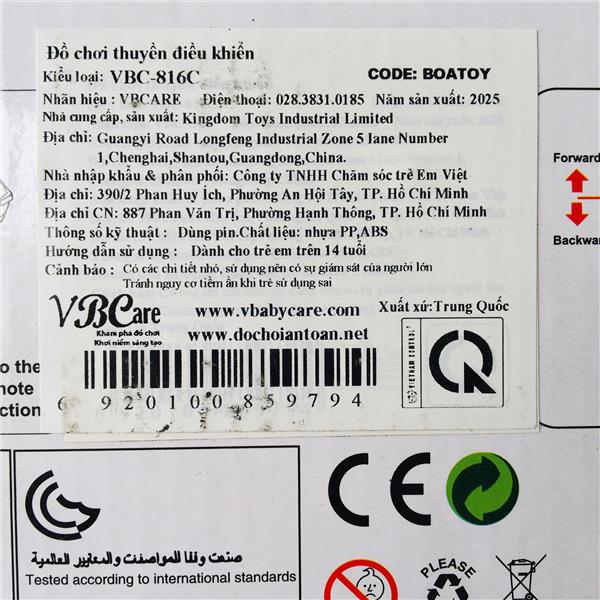 Đồ chơi thuyền điều khiển
Kiểu loại: VBC-816C CODE: BOATOY
Nhãn hiệu : VBCARE Điện thoại: 028.3831.0185 Năm sản xuất: 2025
Nhà cung cấp, sản xuất: Kingdom Toys Industrial Limited
Địa chỉ: Guangyi Road Longfeng Industrial Zone 5 lane Number
1,Chenghai,Shantou,Guangdong,China.
Nhà nhập khẩu & phân phối: Công ty TNHH Chăm sóc trẻ Em Việt
Địa chỉ: 390/2 Phan Huy Ích, Phường An Hội Tây, TP. Hồ Chí Minh
Địa chỉ CN: 887 Phan Văn Trị, Phường Hạnh Thông, TP. Hồ Chí Minh
Thông số kỹ thuật : Dùng pin.Chất liệu: nhựa PP,ABS
Hướng dẫn sử dụng : Dành cho trẻ em trên 14 tuổi
Cảnh báo : Có các chi tiết nhỏ, sử dụng nên có sự giám sát của người lớn
Tránh nguy cơ tiềm ẩn khi trẻ sử dụng sai
VBCare
Khám phá đồ chơi
Khơi niềm sáng tạo
www.vbabycare.com
www.dochoiantoan.net
Xuất xứ: Trung Quốc
VIETNAM CONTROL
CR
6 920100 859794
Forward
Backwa
to the
note
ction
CE
صنعت وفقا للمواصفات والمعايير العالمية
Tested according to international standards
PLEASE